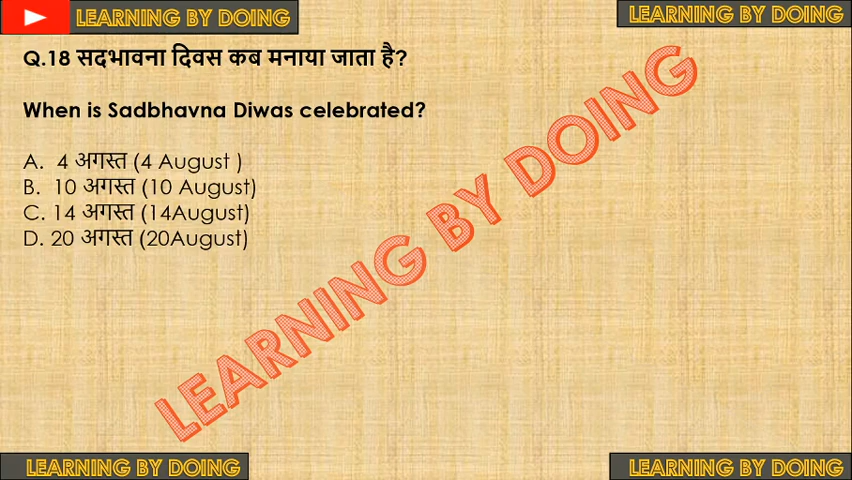 LEARNING BY DOING
LEARNING BY DOING
Q.18 सदभावना दिवस कब मनाया जाता है?
When is Sadbhavna Diwas celebrated?
A. 4 अगस्त (4 August )
B. 10 अगस्त (10 August)
C. 14 अगस्त (14August)
D. 20 अगस्त (20August)
LEARNING BY DOING
LEARNING BY DOING
LEARNING BY DOING